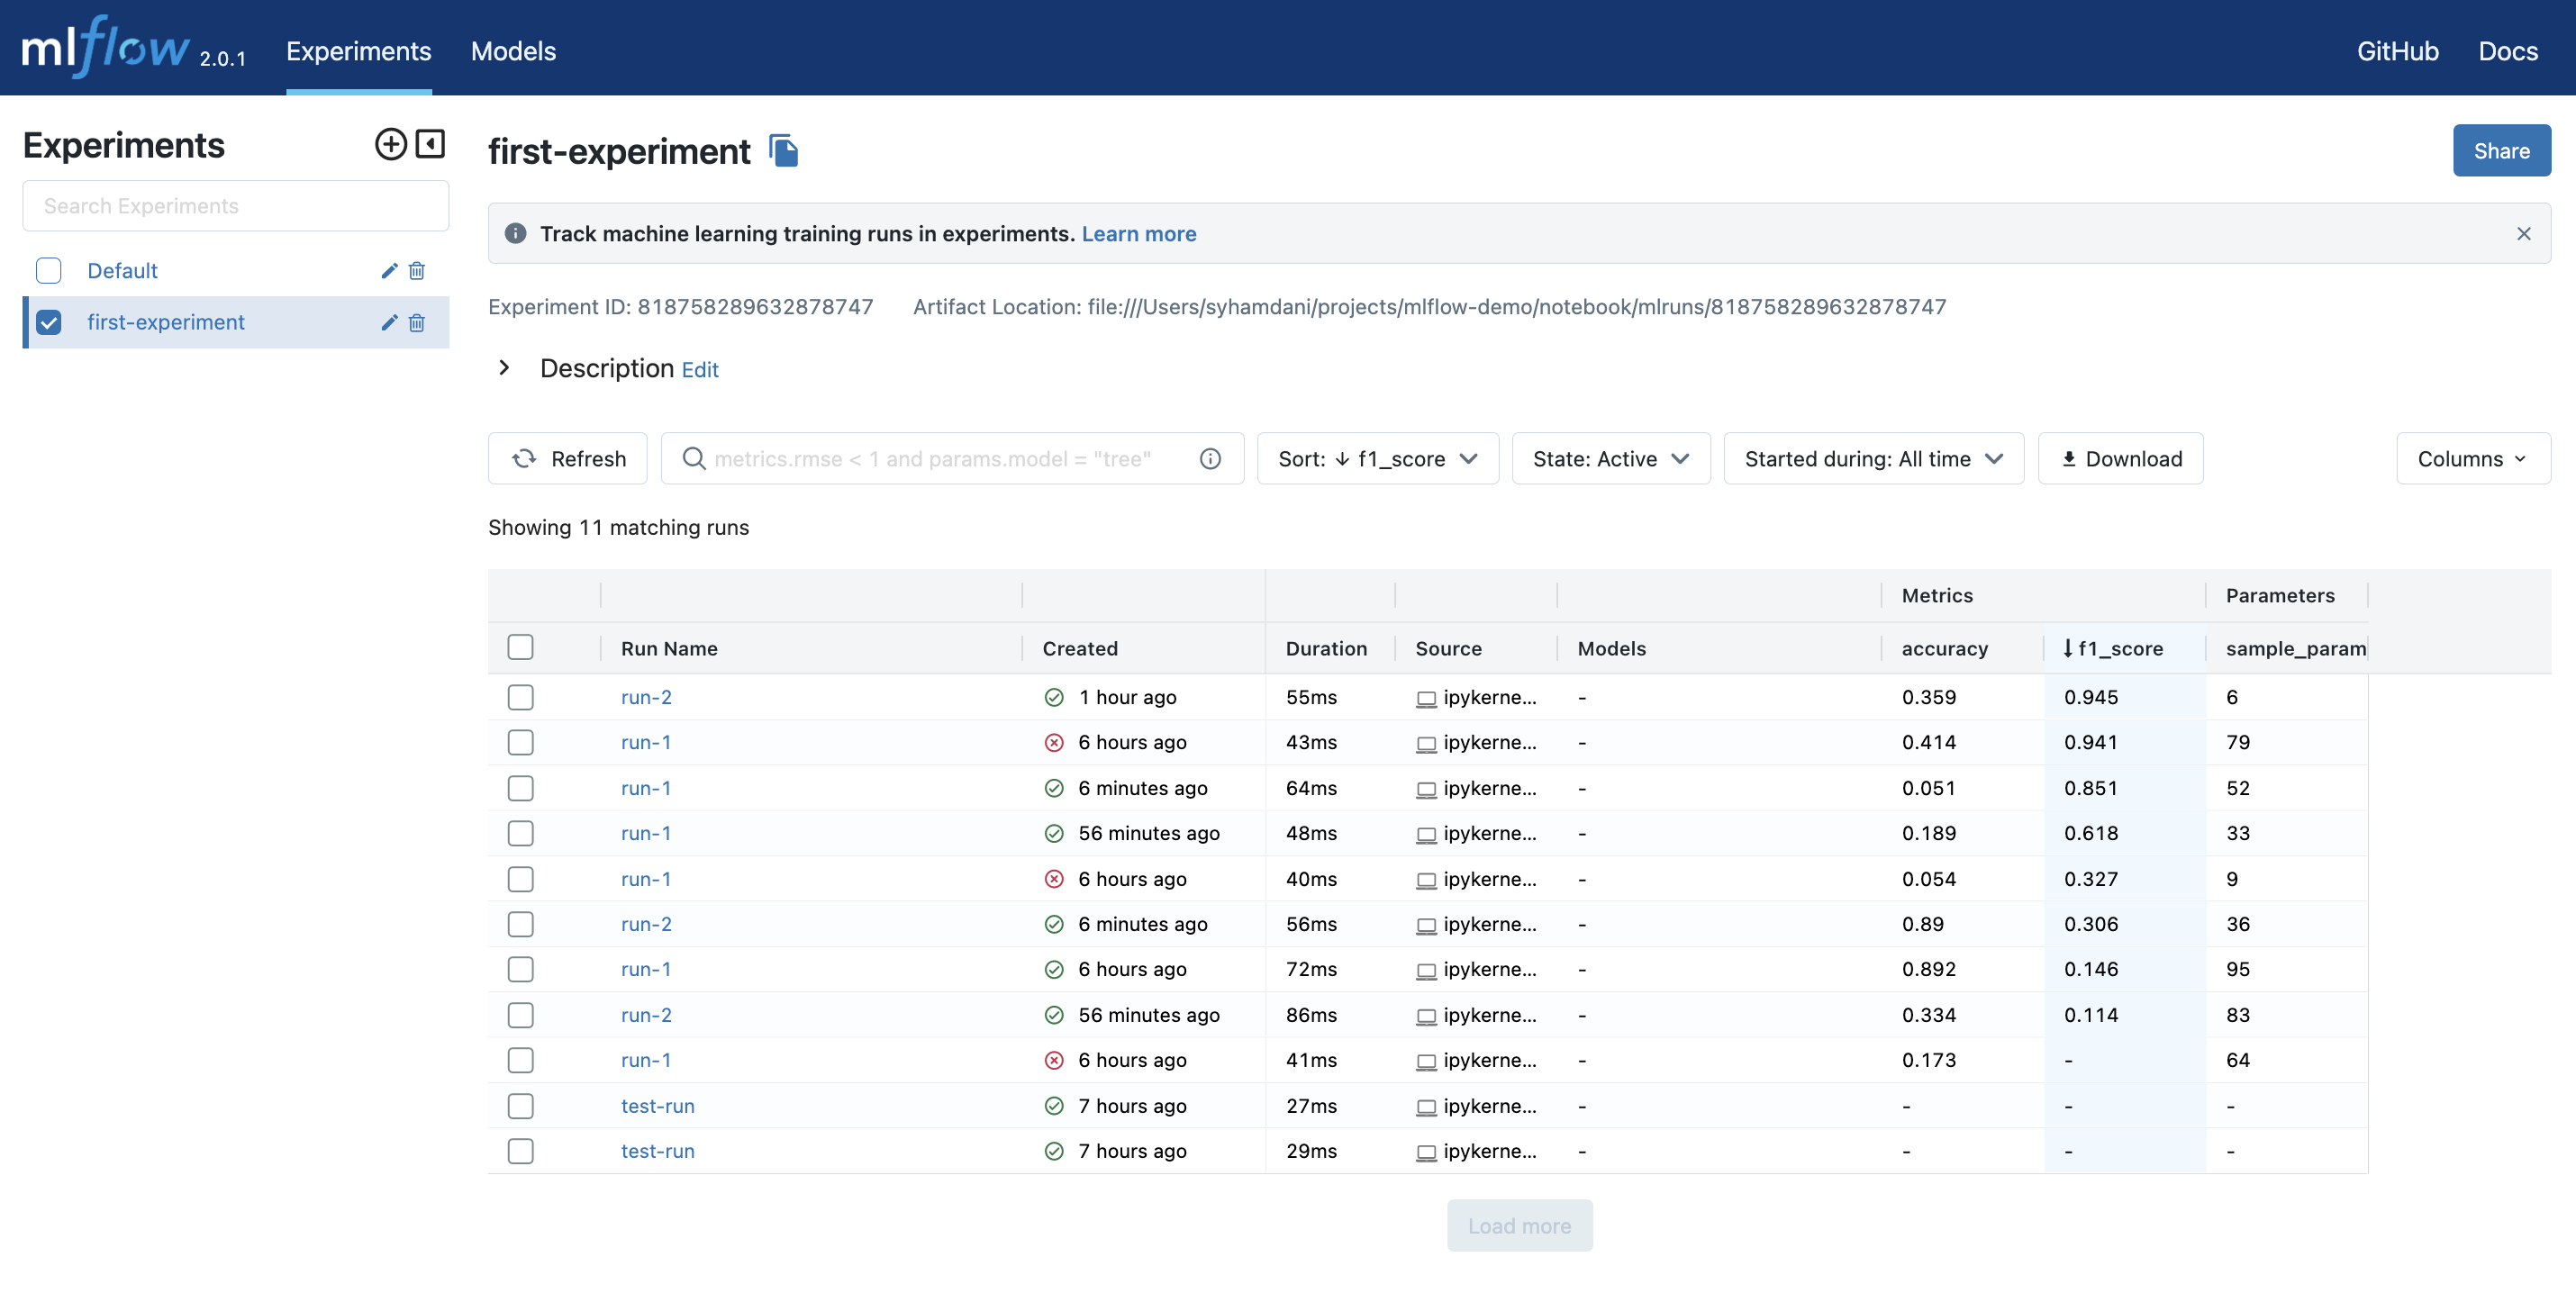 mlflow 2.0.1 Experiments Models GitHub Docs
Experiments
Search Experiments
Default
first-experiment
first-experiment
Share
Track machine learning training runs in experiments. Learn more
Experiment ID: 818758289632878747 Artifact Location: file:///Users/syhamdani/projects/mlflow-demo/notebook/mlruns/818758289632878747
Description Edit
Refresh metrics.rmse < 1 and params.model = "tree" Sort: ↓ f1_score State: Active Started during: All time Download Columns
Showing 11 matching runs
Metrics Parameters
Run Name Created Duration Source Models accuracy ↓ f1_score sample_param
run-2 1 hour ago 55ms ipykerne... - 0.359 0.945 6
run-1 6 hours ago 43ms ipykerne... - 0.414 0.941 79
run-1 6 minutes ago 64ms ipykerne... - 0.051 0.851 52
run-1 56 minutes ago 48ms ipykerne... - 0.189 0.618 33
run-1 6 hours ago 40ms ipykerne... - 0.054 0.327 9
run-2 6 minutes ago 56ms ipykerne... - 0.89 0.306 36
run-1 6 hours ago 72ms ipykerne... - 0.892 0.146 95
run-2 56 minutes ago 86ms ipykerne... - 0.334 0.114 83
run-1 6 hours ago 41ms ipykerne... - 0.173 - 64
test-run 7 hours ago 27ms ipykerne... - - - -
test-run 7 hours ago 29ms ipykerne... - - - -
Load more